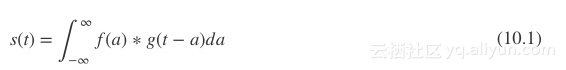 s(t) = ∫_{-∞}^{∞} f(a) * g(t − a)da (10.1)
云栖社区 yq.aliyun.com